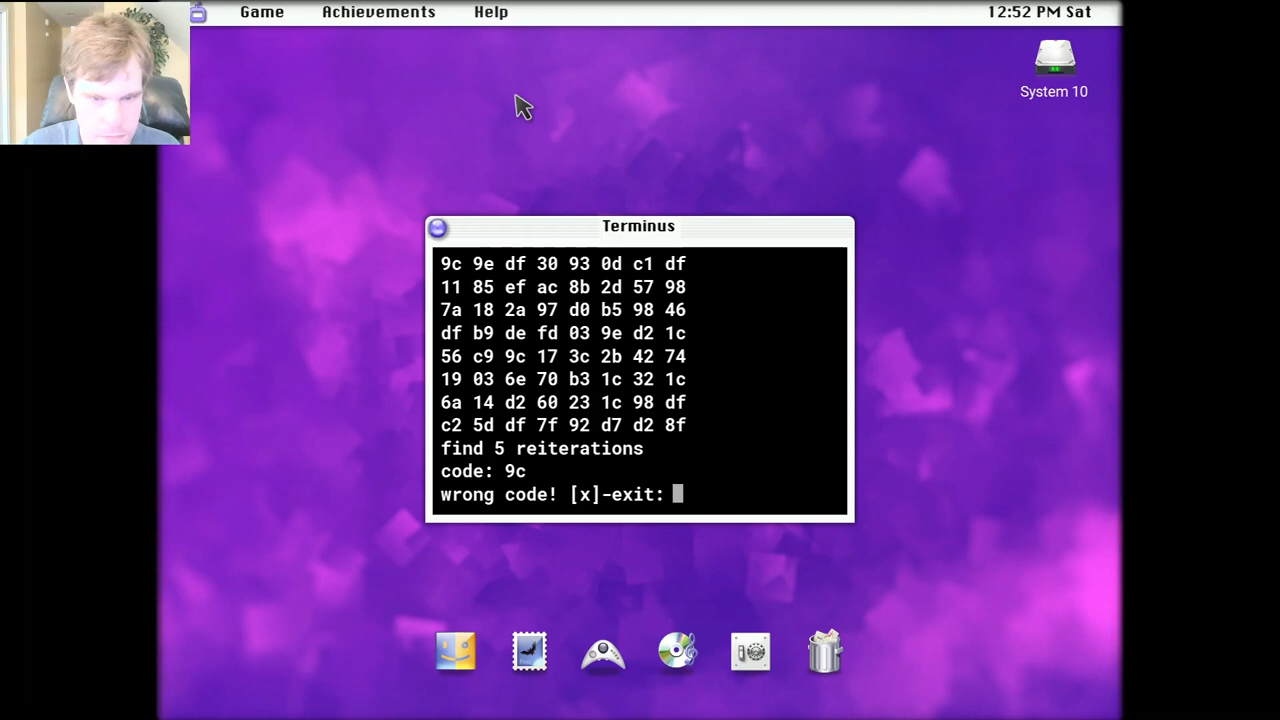 Game Achievements Help 12:52 PM Sat
System 10
Terminus
9c 9e df 30 93 0d c1 df
11 85 ef ac 8b 2d 57 98
7a 18 2a 97 d0 b5 98 46
df b9 de fd 03 9e d2 1c
56 c9 9c 17 3c 2b 42 74
19 03 6e 70 b3 1c 32 1c
6a 14 d2 60 23 1c 98 df
c2 5d df 7f 92 d7 d2 8f
find 5 reiterations
code: 9c
wrong code! [x]-exit: